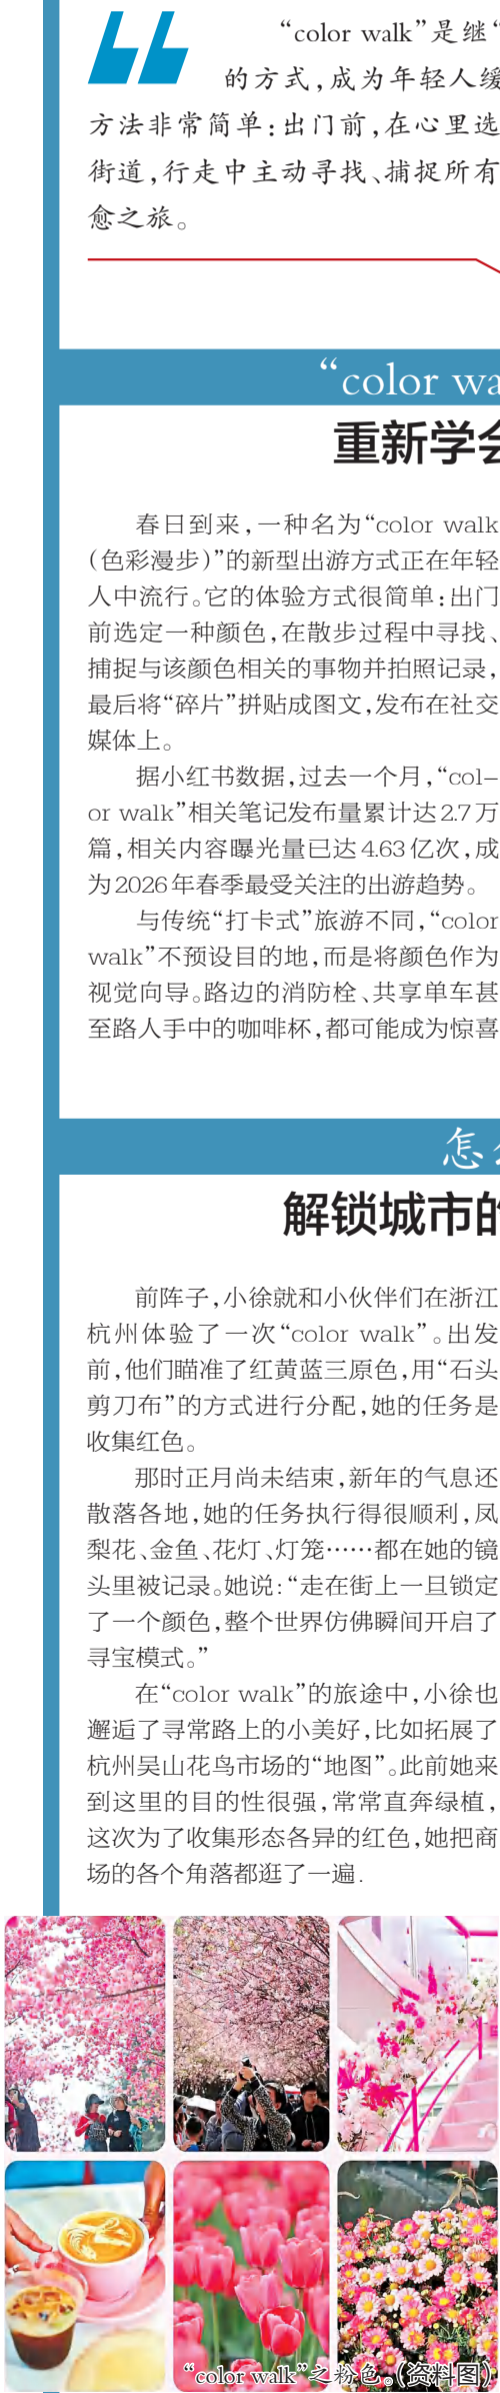 “color walk”是继“
的方式，成为年轻人缓
方法非常简单：出门前，在心里选
街道，行走中主动寻找、捕捉所有
愈之旅。
“color wa
重新学会
春日到来，一种名为“color walk
（色彩漫步）”的新型出游方式正在年轻
人中流行。它的体验方式很简单：出门
前选定一种颜色，在散步过程中寻找、
捕捉与该颜色相关的事物并拍照记录，
最后将“碎片”拼贴成图文，发布在社交
媒体上。
据小红书数据，过去一个月，“col-
or walk”相关笔记发布量累计达2.7万
篇，相关内容曝光量已达4.63亿次，成
为2026年春季最受关注的出游趋势。
与传统“打卡式”旅游不同，“color
walk”不预设目的地，而是将颜色作为
视觉向导。路边的消防栓、共享单车甚
至路人手中的咖啡杯，都可能成为惊喜
怎
解锁城市的
前阵子，小徐就和小伙伴们在浙江
杭州体验了一次“color walk”。出发
前，他们瞄准了红黄蓝三原色，用“石头
剪刀布”的方式进行分配，她的任务是
收集红色。
那时正月尚未结束，新年的气息还
散落各地，她的任务执行得很顺利，凤
梨花、金鱼、花灯、灯笼……都在她的镜
头里被记录。她说：“走在街上一旦锁定
了一个颜色，整个世界仿佛瞬间开启了
寻宝模式。”
在“color walk”的旅途中，小徐也
邂逅了寻常路上的小美好，比如拓展了
杭州吴山花鸟市场的“地图”。此前她来
到这里的目的性很强，常常直奔绿植，
这次为了收集形态各异的红色，她把商
场的各个角落都逛了一遍.
“color walk”之粉色。（资料图）